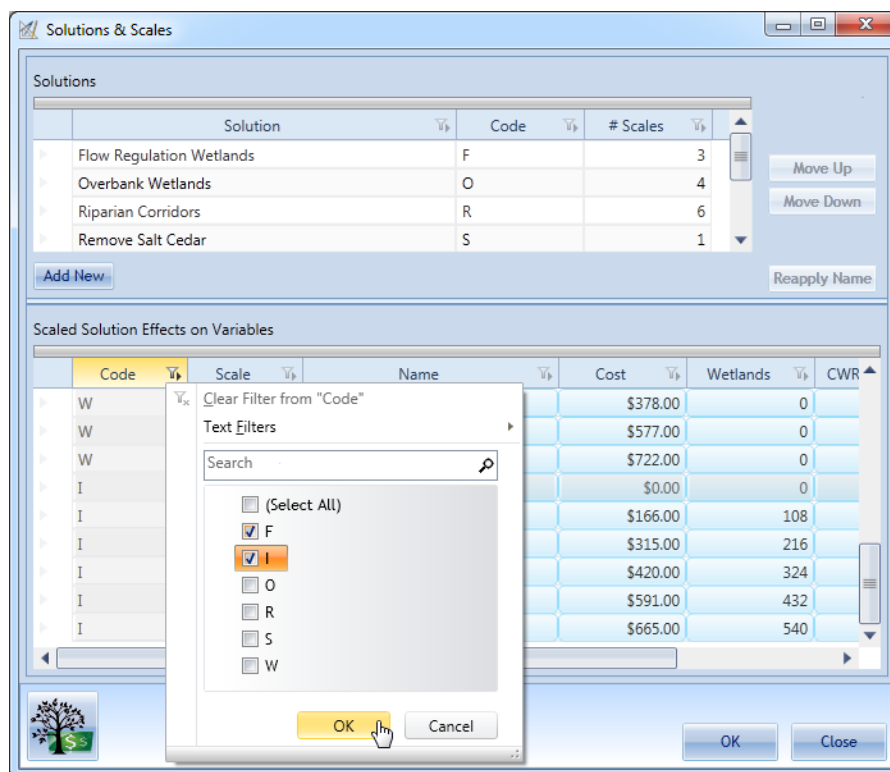 Solutions & Scales
Solutions
Solution Code # Scales
Flow Regulation Wetlands F 3
Overbank Wetlands O 4
Riparian Corridors R 6
Remove Salt Cedar S 1
Move Up
Move Down
Add New
Reapply Name
Scaled Solution Effects on Variables
Code Scale Name Cost Wetlands CWR
W $378.00 0
W $577.00 0
W $722.00 0
I $0.00 0
I $166.00 108
I $315.00 216
I $420.00 324
I $591.00 432
I $665.00 540
Clear Filter from "Code"
Text Filters
Search
(Select All)
F
I
O
R
S
W
OK Cancel
$s
OK Close